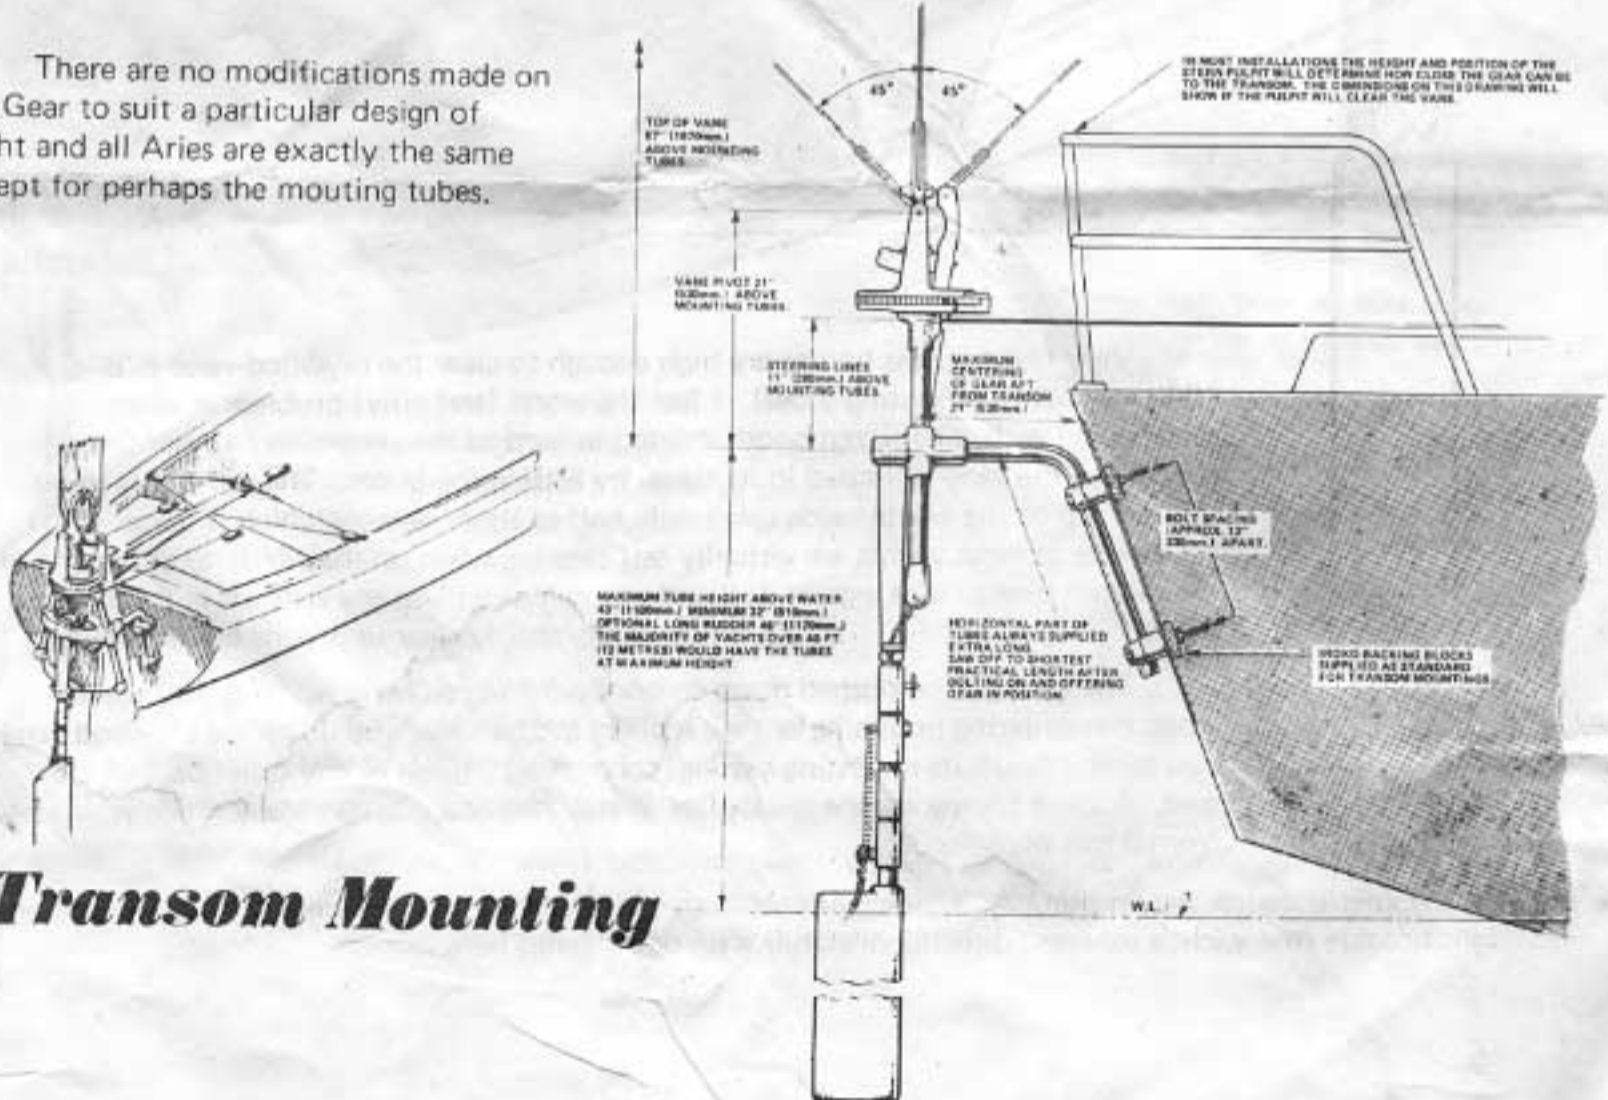 There are no modifications made on
Gear to suit a particular design of
ht and all Aries are exactly the same
ept for perhaps the mouting tubes.
45° 45°
IN MOST INSTALLATIONS THE HEIGHT AND POSITION OF THE
STERN PULPIT WILL DETERMINE HOW CLOSE THE GEAR CAN BE
TO THE TRANSOM. THE DIMENSIONS ON THIS DRAWING WILL
SHOW IF THE PULPIT WILL CLEAR THE VANE.
TOP OF VANE
ABOVE MOUNTING
TUBES.
VANE PIVOT 21"
(530mm.) ABOVE
MOUNTING TUBES.
STEERING LINES
11" (280mm.) ABOVE
MOUNTING TUBES.
MAXIMUM
CENTERING
OF GEAR AFT
FROM TRANSOM
21" (530mm.)
BOLT SPACING
(APPROX. 13"
330mm.) APART.
MAXIMUM TUBE HEIGHT ABOVE WATER
43" (1100mm.) MINIMUM 32" (810mm.)
OPTIONAL LONG RUDDER 46" (1170mm.)
THE MAJORITY OF YACHTS OVER 40 FT.
(12 METRES) WOULD HAVE THE TUBES
AT MAXIMUM HEIGHT.
HORIZONTAL PART OF
TUBES ALWAYS SUPPLIED
EXTRA LONG.
SAW OFF TO SHORTEST
PRACTICAL LENGTH AFTER
BOLTING ON AND OFFERING
GEAR IN POSITION.
WOOD BACKING BLOCKS
SUPPLIED AS STANDARD
FOR TRANSOM MOUNTINGS
W.L.
Transom Mounting